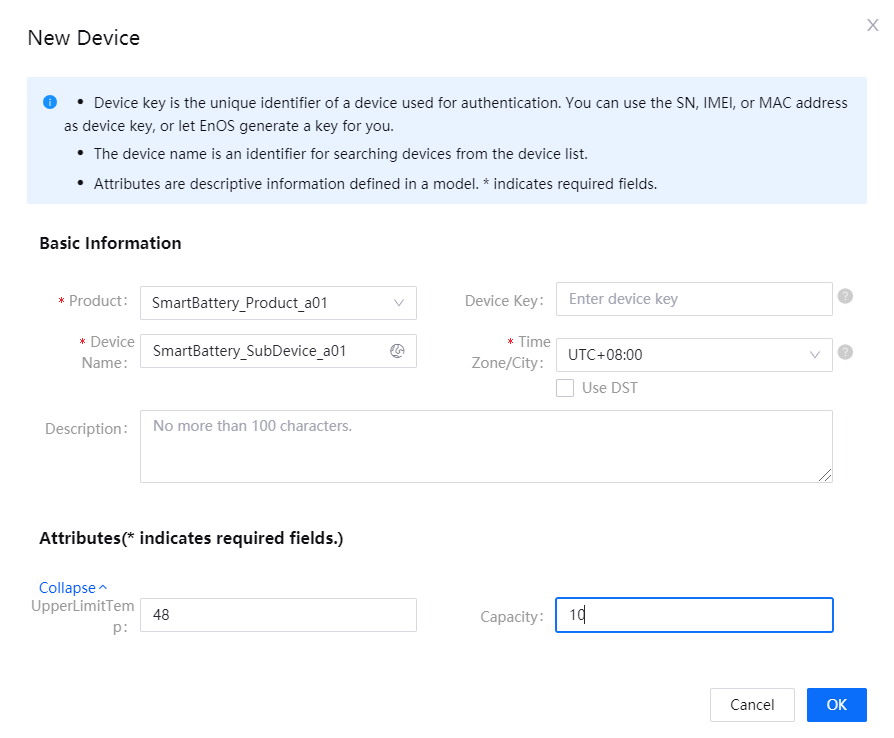 New Device
• Device key is the unique identifier of a device used for authentication. You can use the SN, IMEI, or MAC address
as device key, or let EnOS generate a key for you.
• The device name is an identifier for searching devices from the device list.
• Attributes are descriptive information defined in a model. * indicates required fields.
Basic Information
* Product:
SmartBattery_Product_a01
Device Key:
Enter device key
* Device
Name:
SmartBattery_SubDevice_a01
* Time
Zone/City:
UTC+08:00
Use DST
Description:
No more than 100 characters.
Attributes(* indicates required fields.)
Collapse
UpperLimitTem
p:
48
Capacity:
10
Cancel
OK